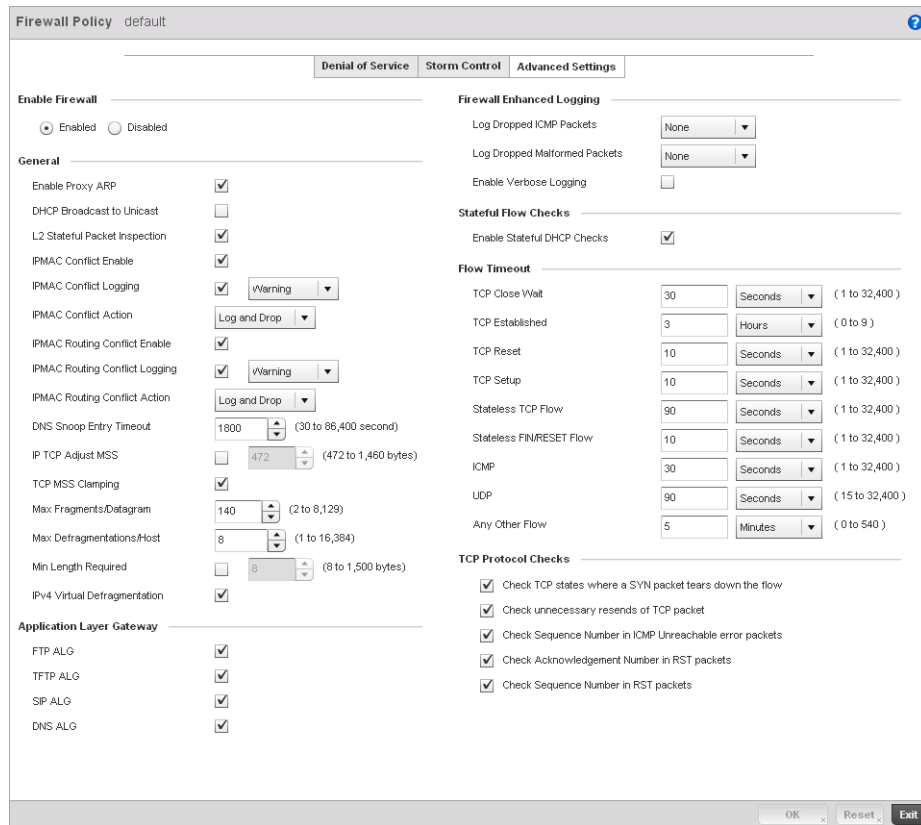 Firewall Policy default
?
Denial of Service
Storm Control
Advanced Settings
Enable Firewall
Enabled
Disabled
General
Enable Proxy ARP
DHCP Broadcast to Unicast
L2 Stateful Packet Inspection
IPMAC Conflict Enable
IPMAC Conflict Logging Warning
IPMAC Conflict Action Log and Drop
IPMAC Routing Conflict Enable
IPMAC Routing Conflict Logging Warning
IPMAC Routing Conflict Action Log and Drop
DNS Snoop Entry Timeout 1800 (30 to 86,400 second)
IP TCP Adjust MSS 472 (472 to 1,460 bytes)
TCP MSS Clamping
Max Fragments/Datagram 140 (2 to 8,129)
Max Defragmentations/Host 8 (1 to 16,384)
Min Length Required 8 (8 to 1,500 bytes)
IPv4 Virtual Defragmentation
Application Layer Gateway
FTP ALG
TFTP ALG
SIP ALG
DNS ALG
Firewall Enhanced Logging
Log Dropped ICMP Packets None
Log Dropped Malformed Packets None
Enable Verbose Logging
Stateful Flow Checks
Enable Stateful DHCP Checks
Flow Timeout
TCP Close Wait 30 Seconds ( 1 to 32,400 )
TCP Established 3 Hours ( 0 to 9 )
TCP Reset 10 Seconds ( 1 to 32,400 )
TCP Setup 10 Seconds ( 1 to 32,400 )
Stateless TCP Flow 90 Seconds ( 1 to 32,400 )
Stateless FIN/RESET Flow 10 Seconds ( 1 to 32,400 )
ICMP 30 Seconds ( 1 to 32,400 )
UDP 90 Seconds ( 15 to 32,400 )
Any Other Flow 5 Minutes ( 0 to 540 )
TCP Protocol Checks
Check TCP states where a SYN packet tears down the flow
Check unnecessary resends of TCP packet
Check Sequence Number in ICMP Unreachable error packets
Check Acknowledgement Number in RST packets
Check Sequence Number in RST packets
OK
Reset
Exit